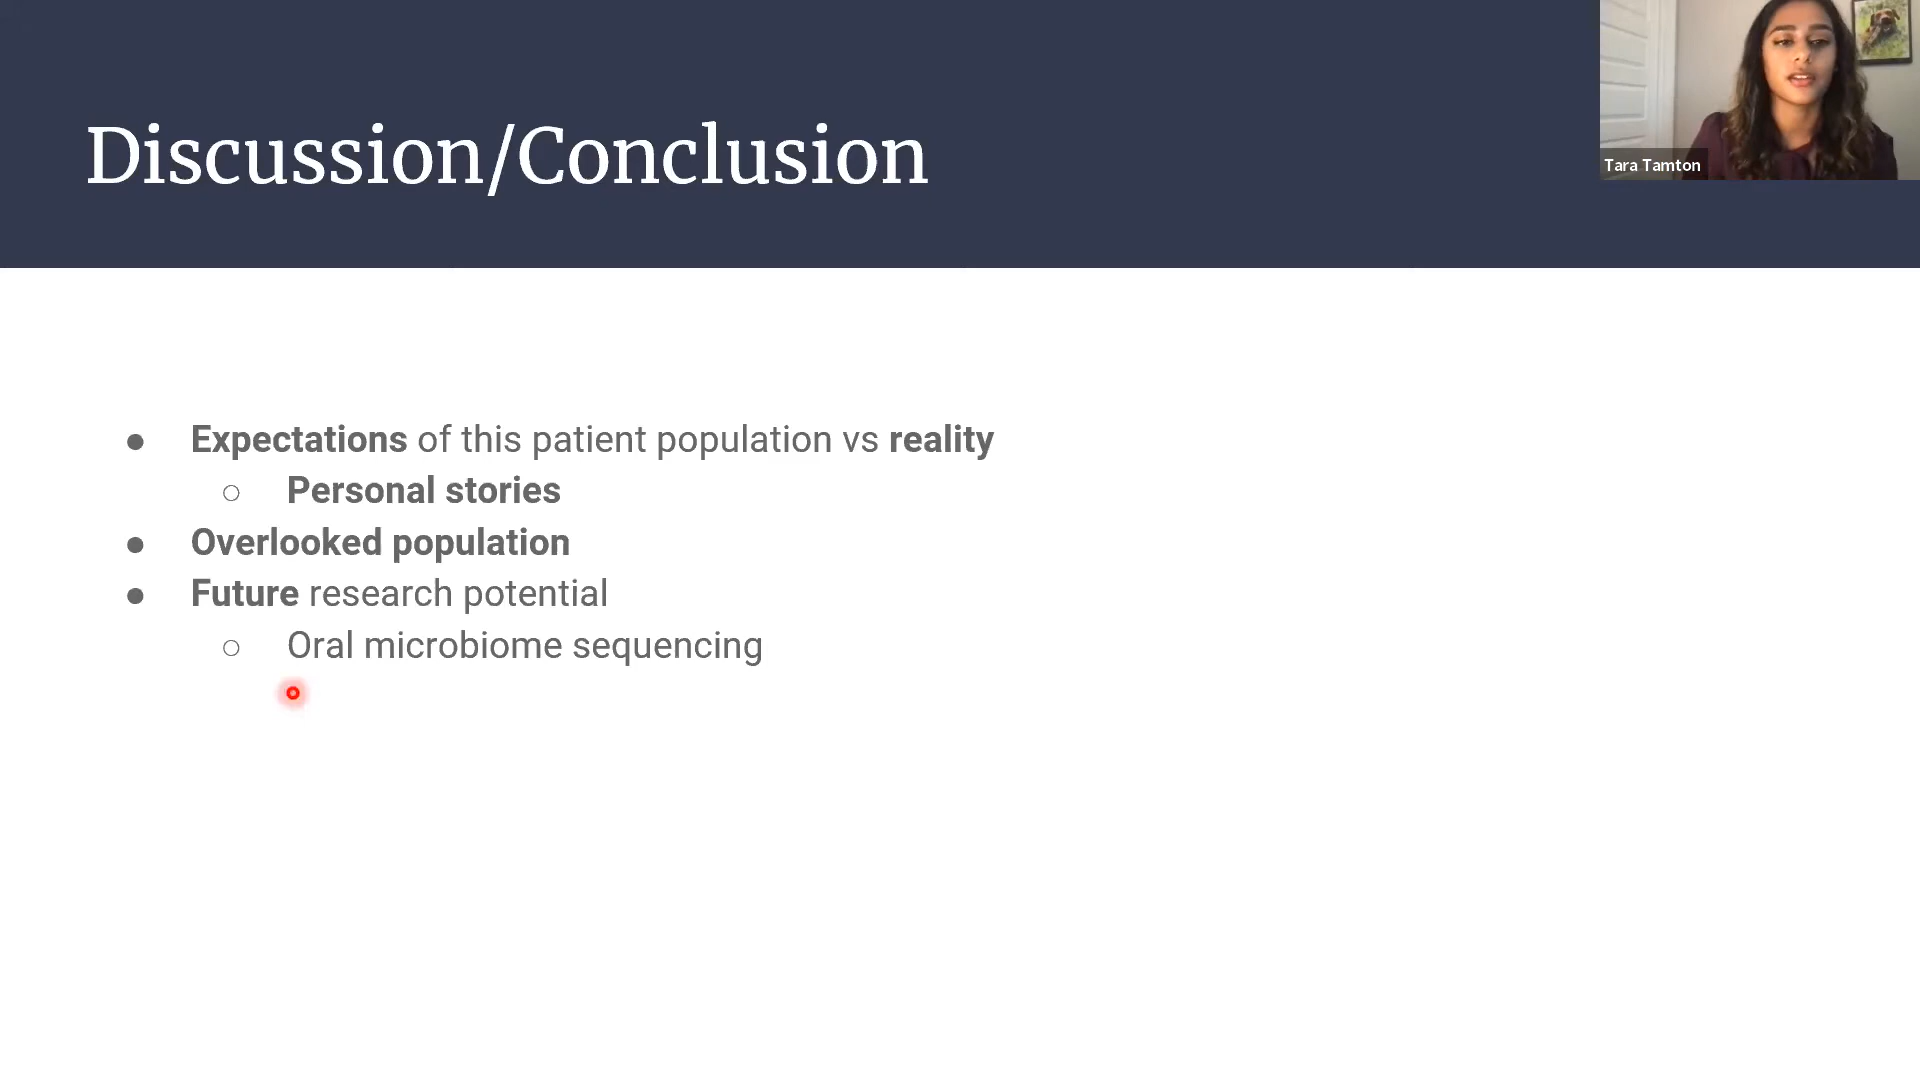 Discussion/Conclusion
Tara Tamton
● Expectations of this patient population vs reality
○ Personal stories
● Overlooked population
● Future research potential
○ Oral microbiome sequencing